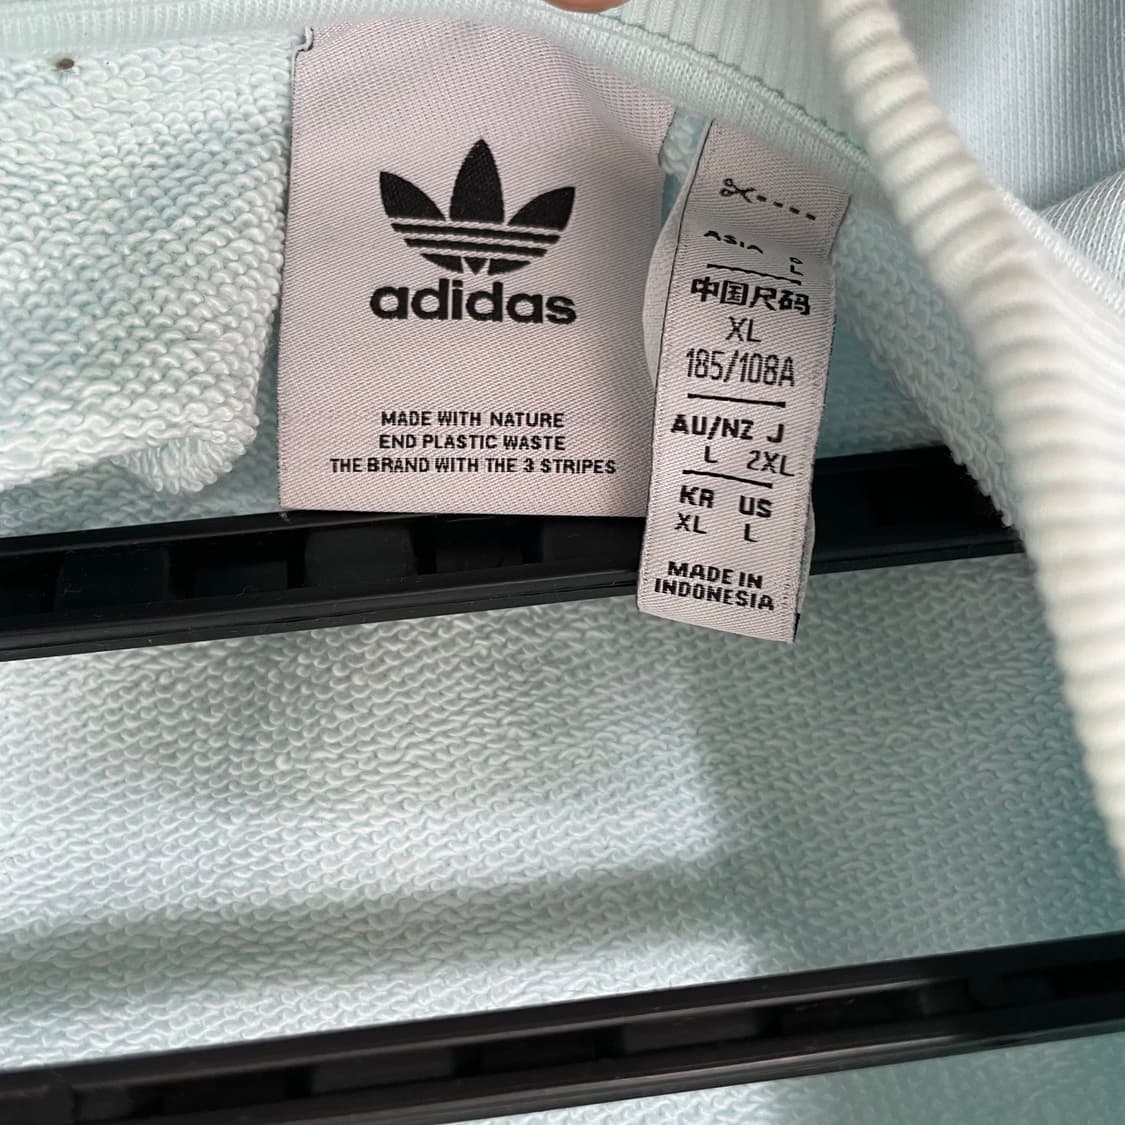 adidas
MADE WITH NATURE
END PLASTIC WASTE
THE BRAND WITH THE 3 STRIPES
ASIA L
中国尺码
XL
185/108A
AU/NZ J
L 2XL
KR US
XL L
MADE IN
INDONESIA